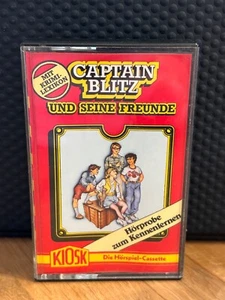 MIT
KRIMI-
LEXIKON
CAPTAIN
BLITZ
UND SEINE FREUNDE
Hörprobe
zum Kennenlernen
KIOSK
Die Hörspiel-Cassette